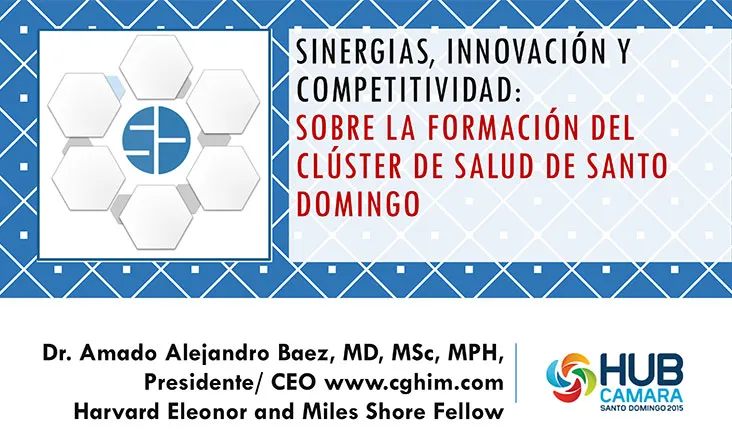 SINERGIAS, INNOVACIÓN Y
COMPETITIVIDAD:
SOBRE LA FORMACIÓN DEL
CLÚSTER DE SALUD DE SANTO
DOMINGO
Dr. Amado Alejandro Baez, MD, MSc, MPH,
Presidente/ CEO www.cghim.com
Harvard Eleonor and Miles Shore Fellow
HUB
CAMARA
SANTO DOMINGO 2015